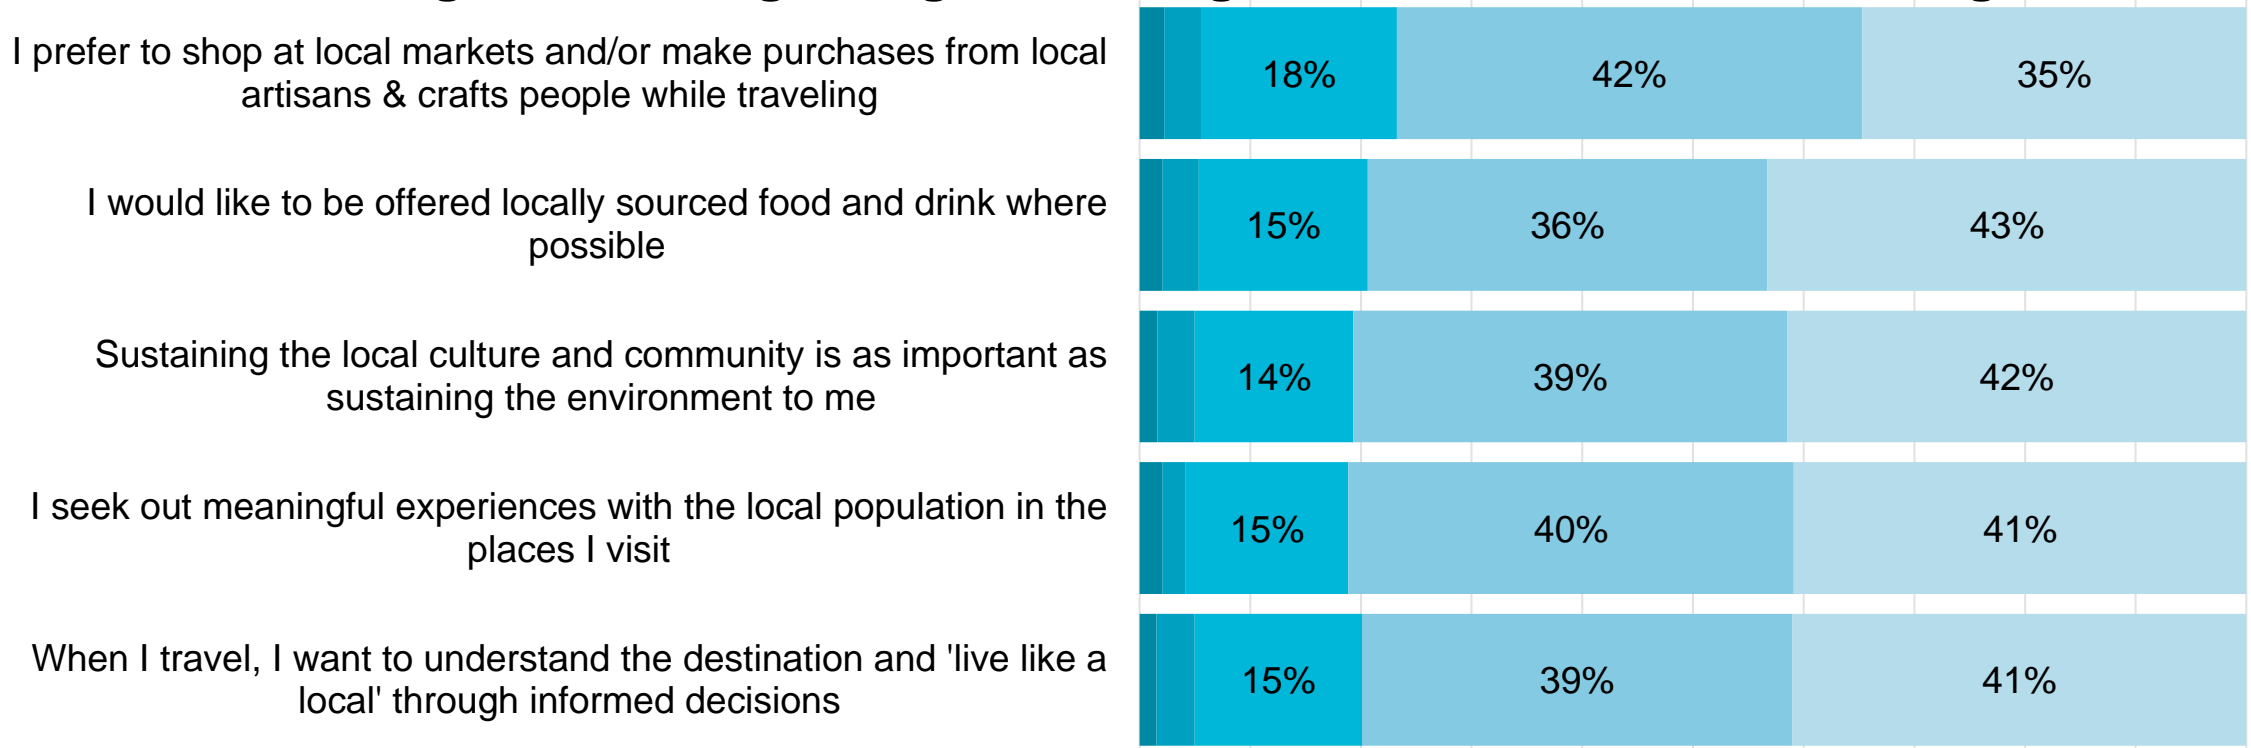 I prefer to shop at local markets and/or make purchases from local
artisans & crafts people while traveling
18% 42% 35%
I would like to be offered locally sourced food and drink where
possible
15% 36% 43%
Sustaining the local culture and community is as important as
sustaining the environment to me
14% 39% 42%
I seek out meaningful experiences with the local population in the
places I visit
15% 40% 41%
When I travel, I want to understand the destination and 'live like a
local' through informed decisions
15% 39% 41%